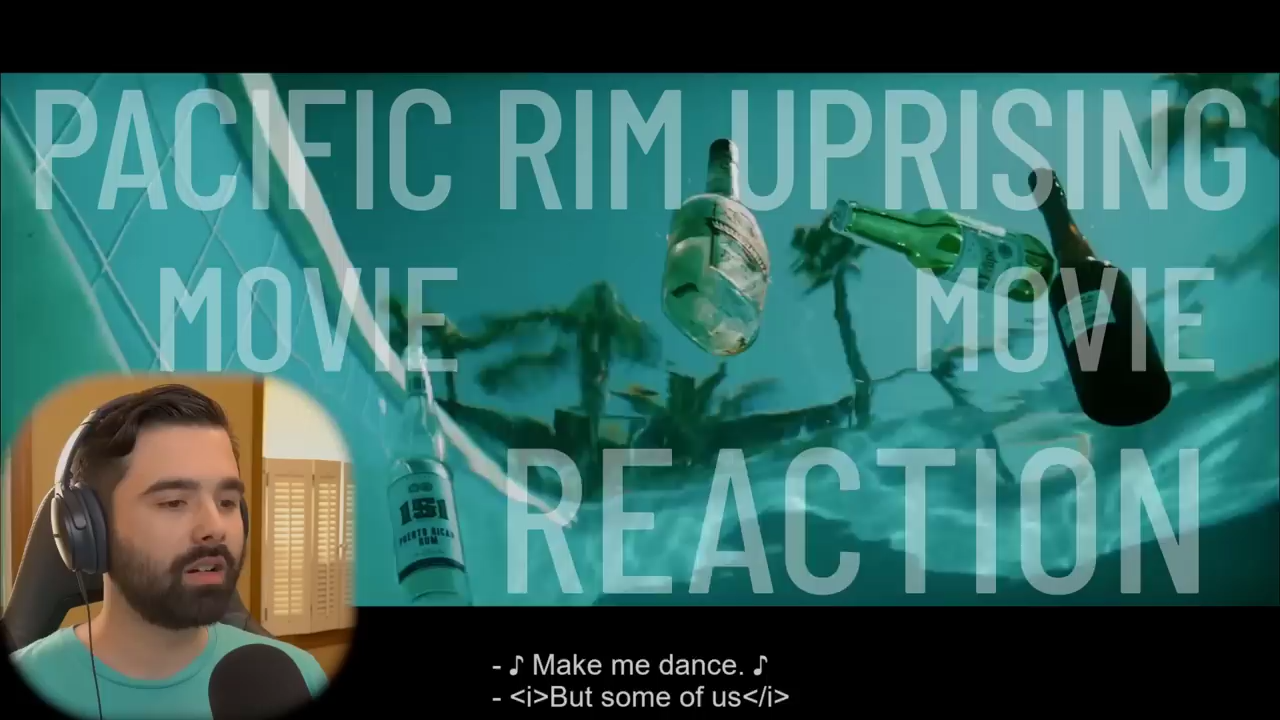 PACIFIC RIM UPRISING
MOVIE MOVIE
REACTION
151
PUERTO RICAN
RUM
- ♪ Make me dance. ♪
- <i>But some of us</i>